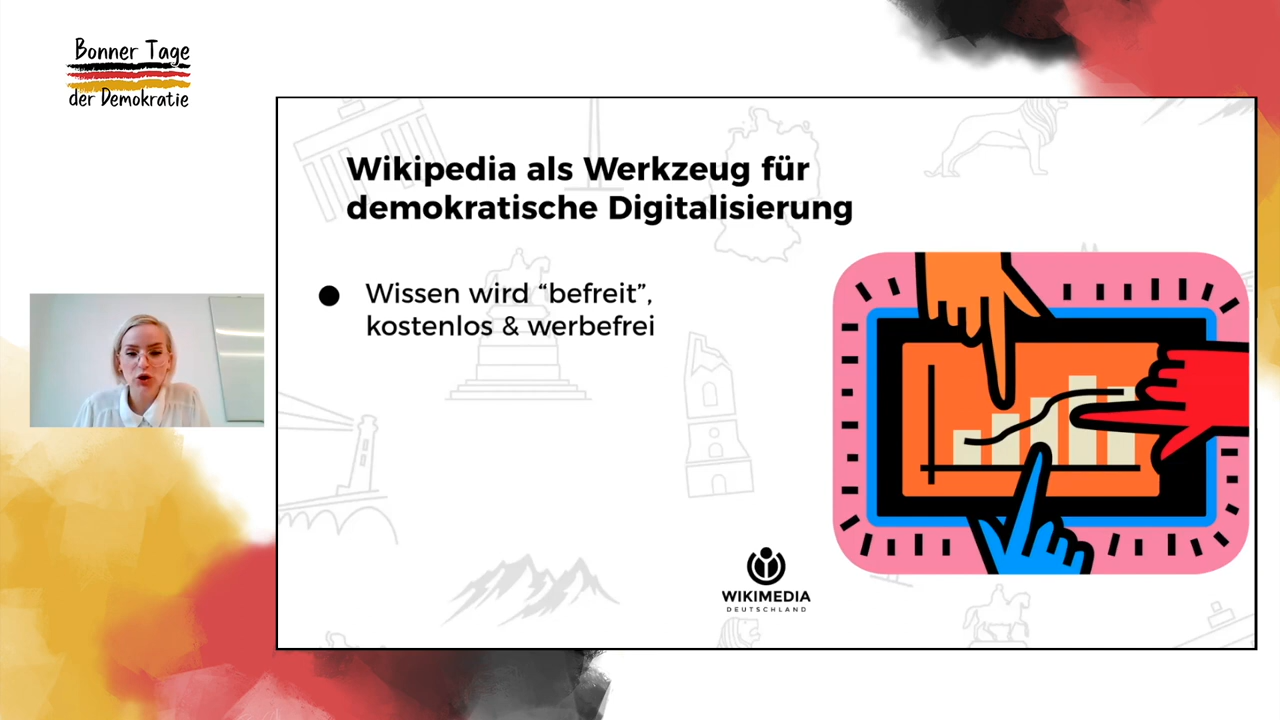 Bonner Tage
der Demokratie
Wikipedia als Werkzeug für
demokratische Digitalisierung
● Wissen wird “befreit”,
kostenlos & werbefrei
WIKIMEDIA
DEUTSCHLAND